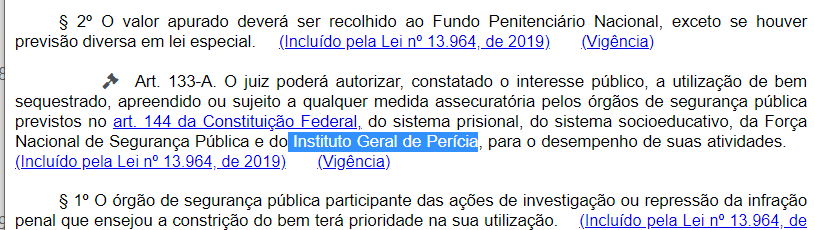 § 2º O valor apurado deverá ser recolhido ao Fundo Penitenciário Nacional, exceto se houver
previsão diversa em lei especial. (Incluído pela Lei nº 13.964, de 2019) (Vigência)
Art. 133-A. O juiz poderá autorizar, constatado o interesse público, a utilização de bem
sequestrado, apreendido ou sujeito a qualquer medida assecuratória pelos órgãos de segurança pública
previstos no art. 144 da Constituição Federal, do sistema prisional, do sistema socioeducativo, da Força
Nacional de Segurança Pública e do Instituto Geral de Perícia, para o desempenho de suas atividades.
(Incluído pela Lei nº 13.964, de 2019) (Vigência)
§ 1º O órgão de segurança pública participante das ações de investigação ou repressão da infração
penal que ensejou a constrição do bem terá prioridade na sua utilização. (Incluído pela Lei nº 13.964, de